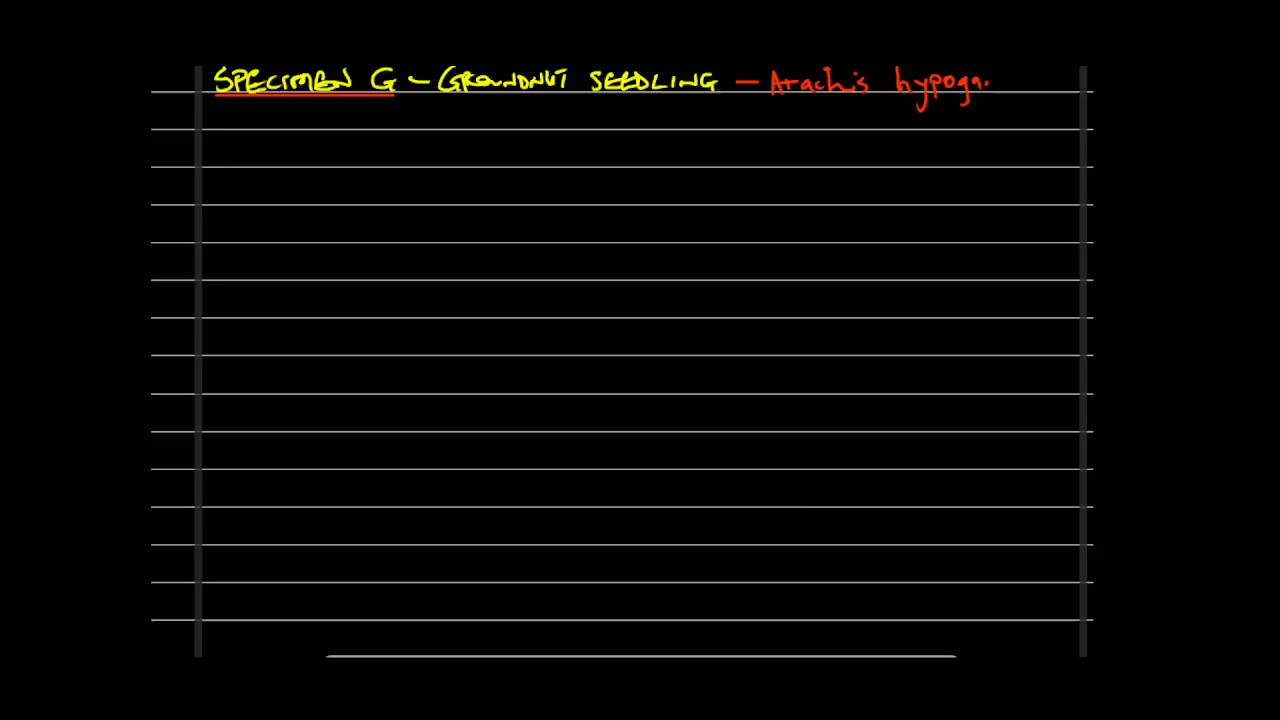 SPECIMEN G – GROUNDNUT SEEDLING – Arachis hypoga.